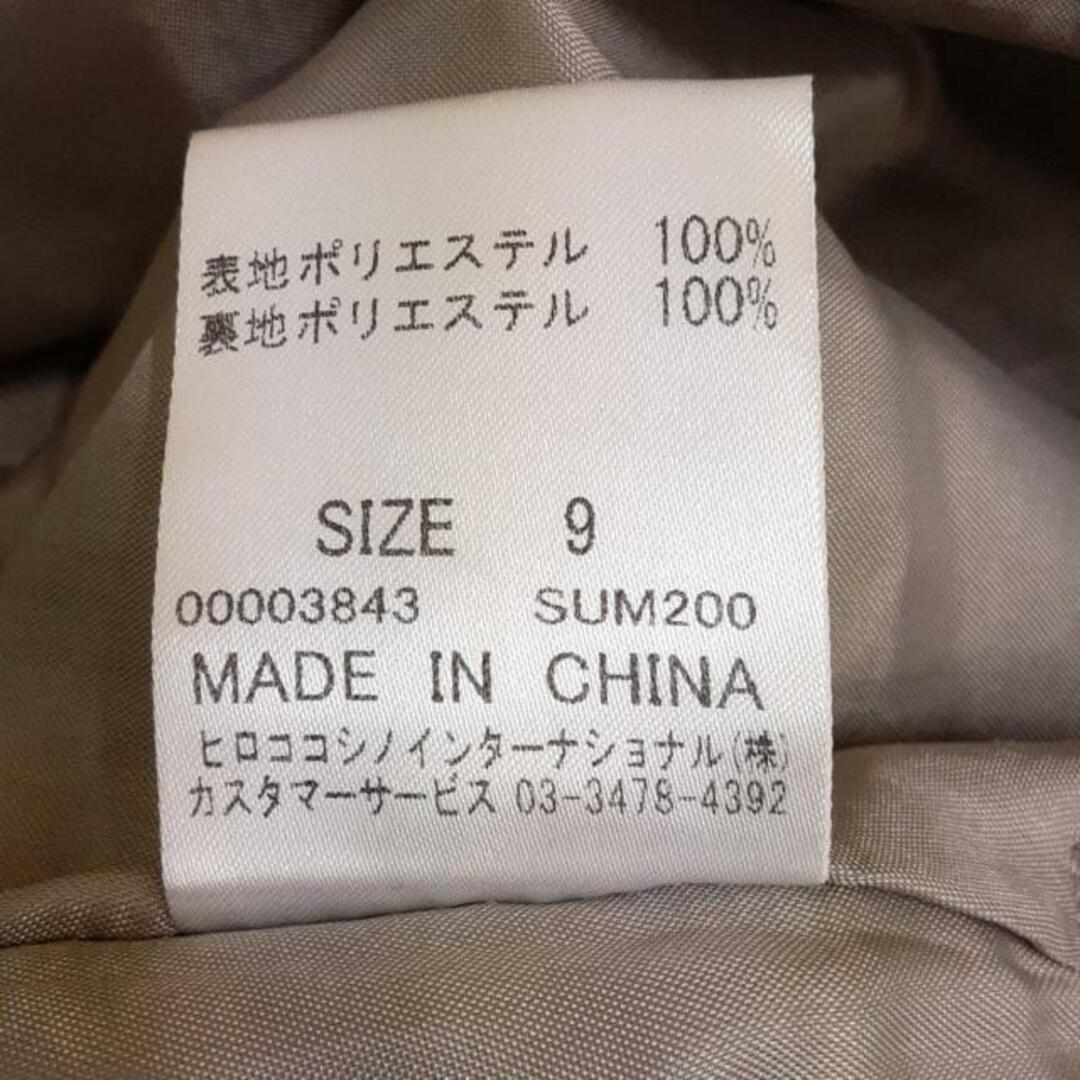 表地ポリエステル 100%
裏地ポリエステル 100%
SIZE 9
00003843 SUM200
MADE IN CHINA
ヒロココシノインターナショナル(株)
カスタマーサービス 03-3478-4392